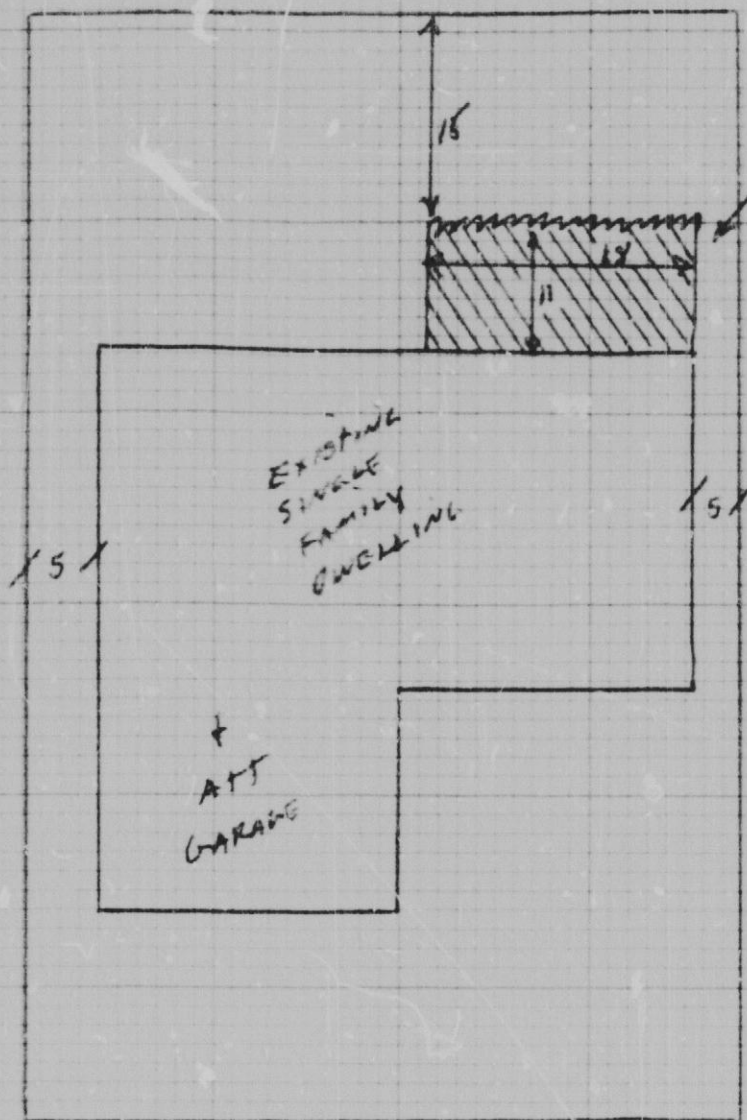 15
18
11
EXISTING
SINGLE
FAMILY
DWELLING
5
5
+
ATT
GARAGE